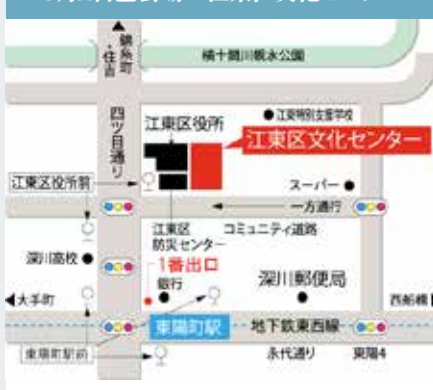 ▲錦糸町・住吉
横十間川親水公園
四ツ目通り
江東区役所
●江東特別支援学校
江東区文化センター
江東区役所前
スーパー●
一方通行
江東区
防災センター
コミュニティ道路
深川高校●
1番出口
銀行
深川郵便局
◀大手町
西船橋
東陽町駅
地下鉄東西線
東陽町駅前
永代通り
東陽4